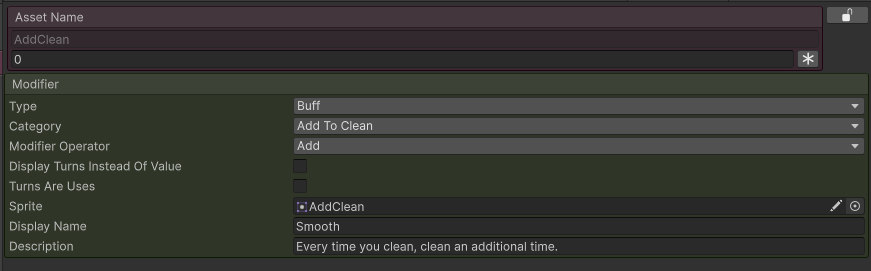 Asset Name
AddClean
0
Modifier
Type Buff
Category Add To Clean
Modifier Operator Add
Display Turns Instead Of Value
Turns Are Uses
Sprite AddClean
Display Name Smooth
Description Every time you clean, clean an additional time.